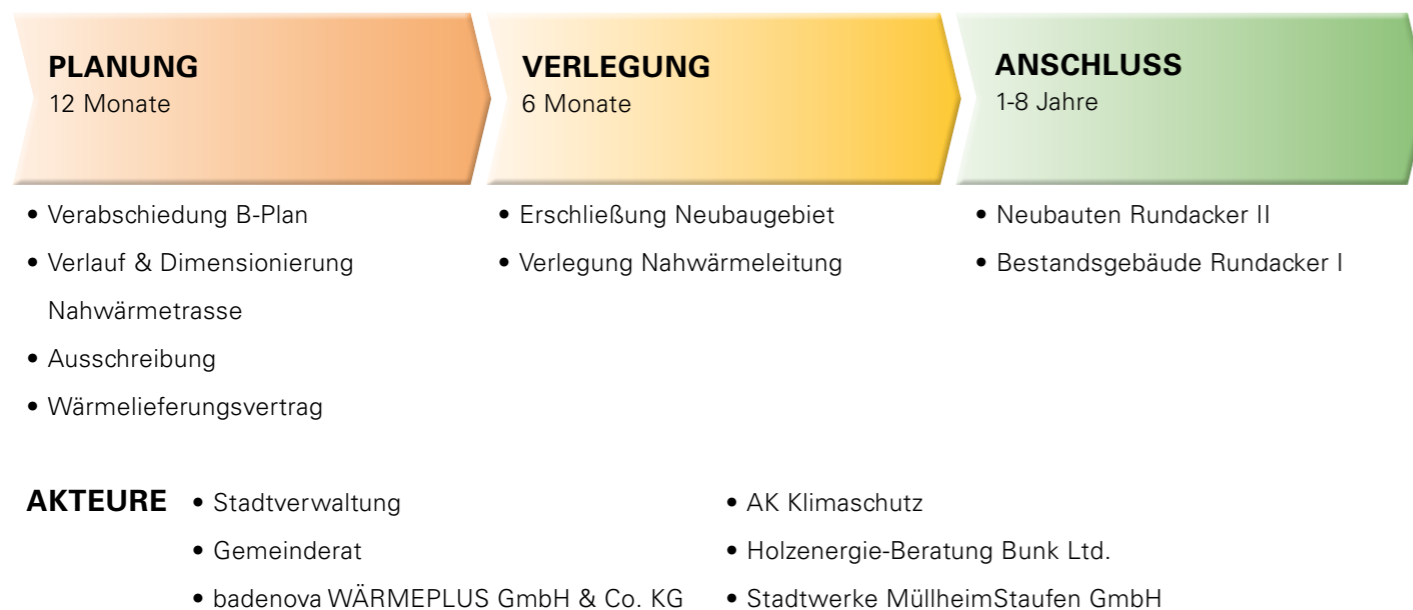 PLANUNG
12 Monate
• Verabschiedung B-Plan
• Verlauf & Dimensionierung
Nahwärmetrasse
• Ausschreibung
• Wärmelieferungsvertrag
VERLEGUNG
6 Monate
• Erschließung Neubaugebiet
• Verlegung Nahwärmeleitung
ANSCHLUSS
1-8 Jahre
• Neubauten Rundacker II
• Bestandsgebäude Rundacker I
AKTEURE
• Stadtverwaltung
• Gemeinderat
• badenova WÄRMEPLUS GmbH & Co. KG
• AK Klimaschutz
• Holzenergie-Beratung Bunk Ltd.
• Stadtwerke MüllheimStaufen GmbH